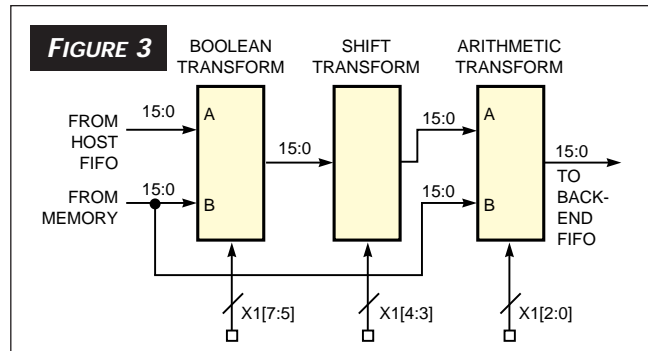 FIGURE 3
BOOLEAN
TRANSFORM
SHIFT
TRANSFORM
ARITHMETIC
TRANSFORM
FROM
HOST
FIFO
15:0
A
FROM
MEMORY
15:0
B
15:0
15:0
A
15:0
B
15:0
TO
BACK-
END
FIFO
X1[7:5]
X1[4:3]
X1[2:0]